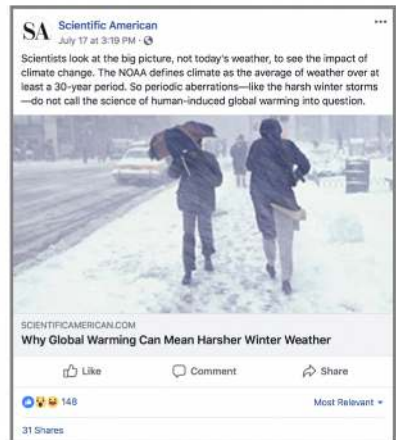 SA
Scientific American
July 17 at 3:19 PM ·
Scientists look at the big picture, not today's weather, to see the impact of
climate change. The NOAA defines climate as the average of weather over at
least a 30-year period. So periodic aberrations—like the harsh winter storms
—do not call the science of human-induced global warming into question.
SCIENTIFICAMERICAN.COM
Why Global Warming Can Mean Harsher Winter Weather
Like Comment Share
148 Most Relevant
31 Shares